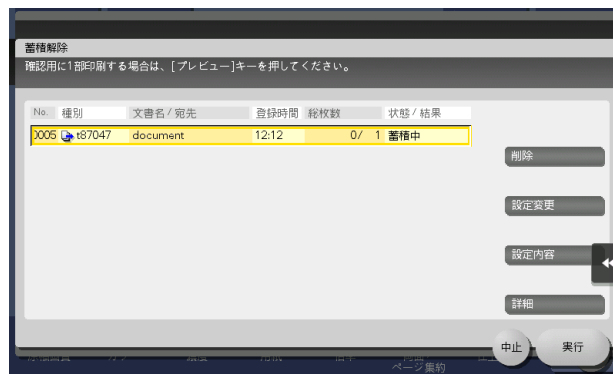 蓄積解除
確認用に1部印刷する場合は、[プレビュー]キーを押してください。
No. 種別 文書名/宛先 登録時間 総枚数 状態/結果
0005 t87047 document 12:12 0/ 1 蓄積中
削除
設定変更
設定内容
詳細
中止 実行
ページ集約